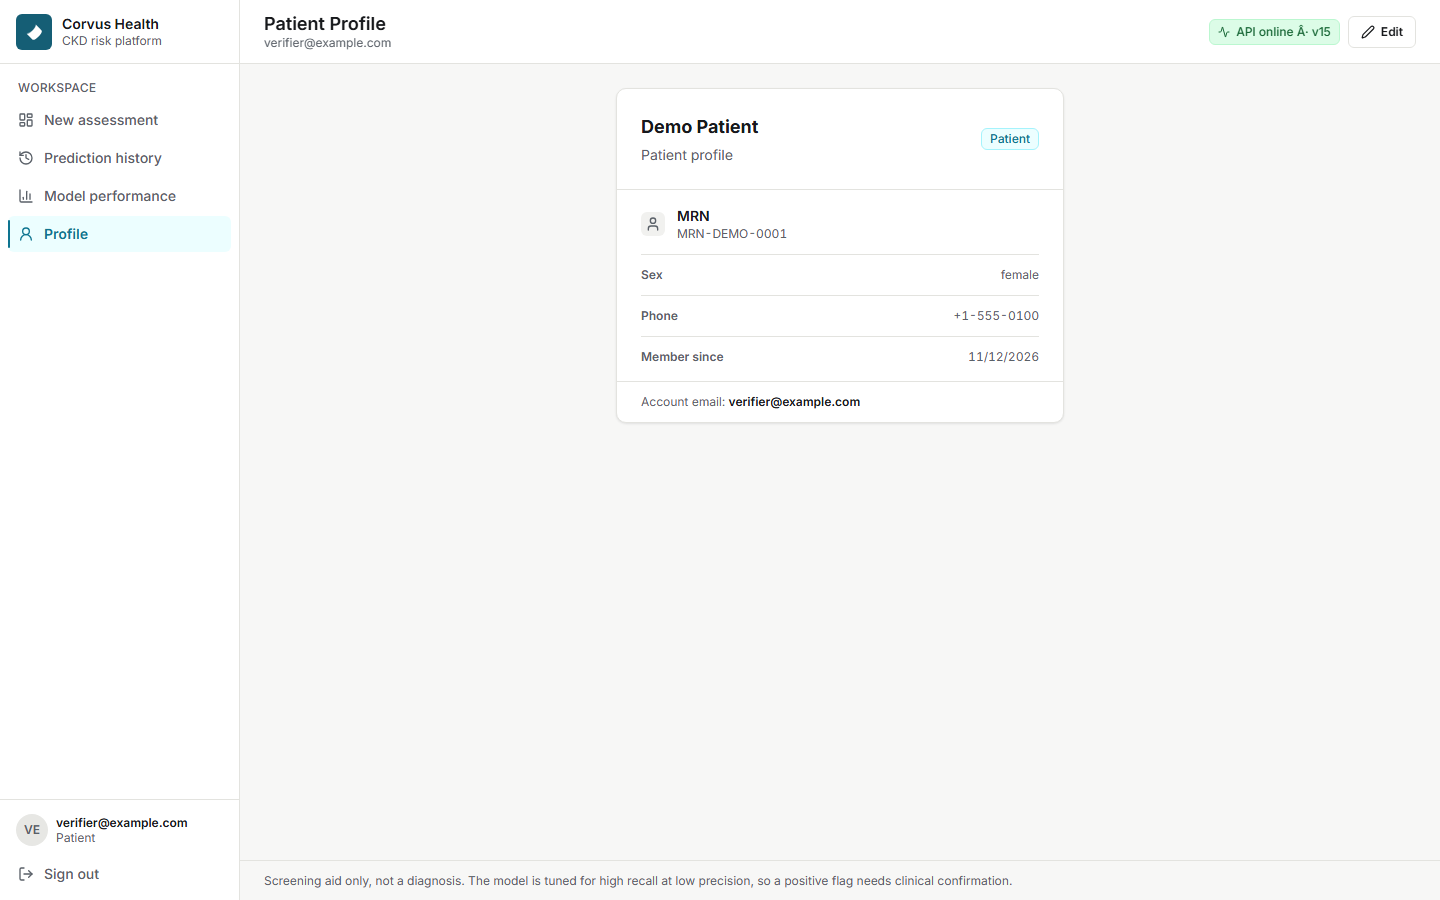 Corvus Health
CKD risk platform
WORKSPACE
New assessment
Prediction history
Model performance
Profile
verifier@example.com
VE
Patient
Sign out
Patient Profile
verifier@example.com
API online Â· v15
Edit
Demo Patient
Patient profile
Patient
MRN
MRN-DEMO-0001
Sex female
Phone +1-555-0100
Member since 11/12/2026
Account email: verifier@example.com
Screening aid only, not a diagnosis. The model is tuned for high recall at low precision, so a positive flag needs clinical confirmation.